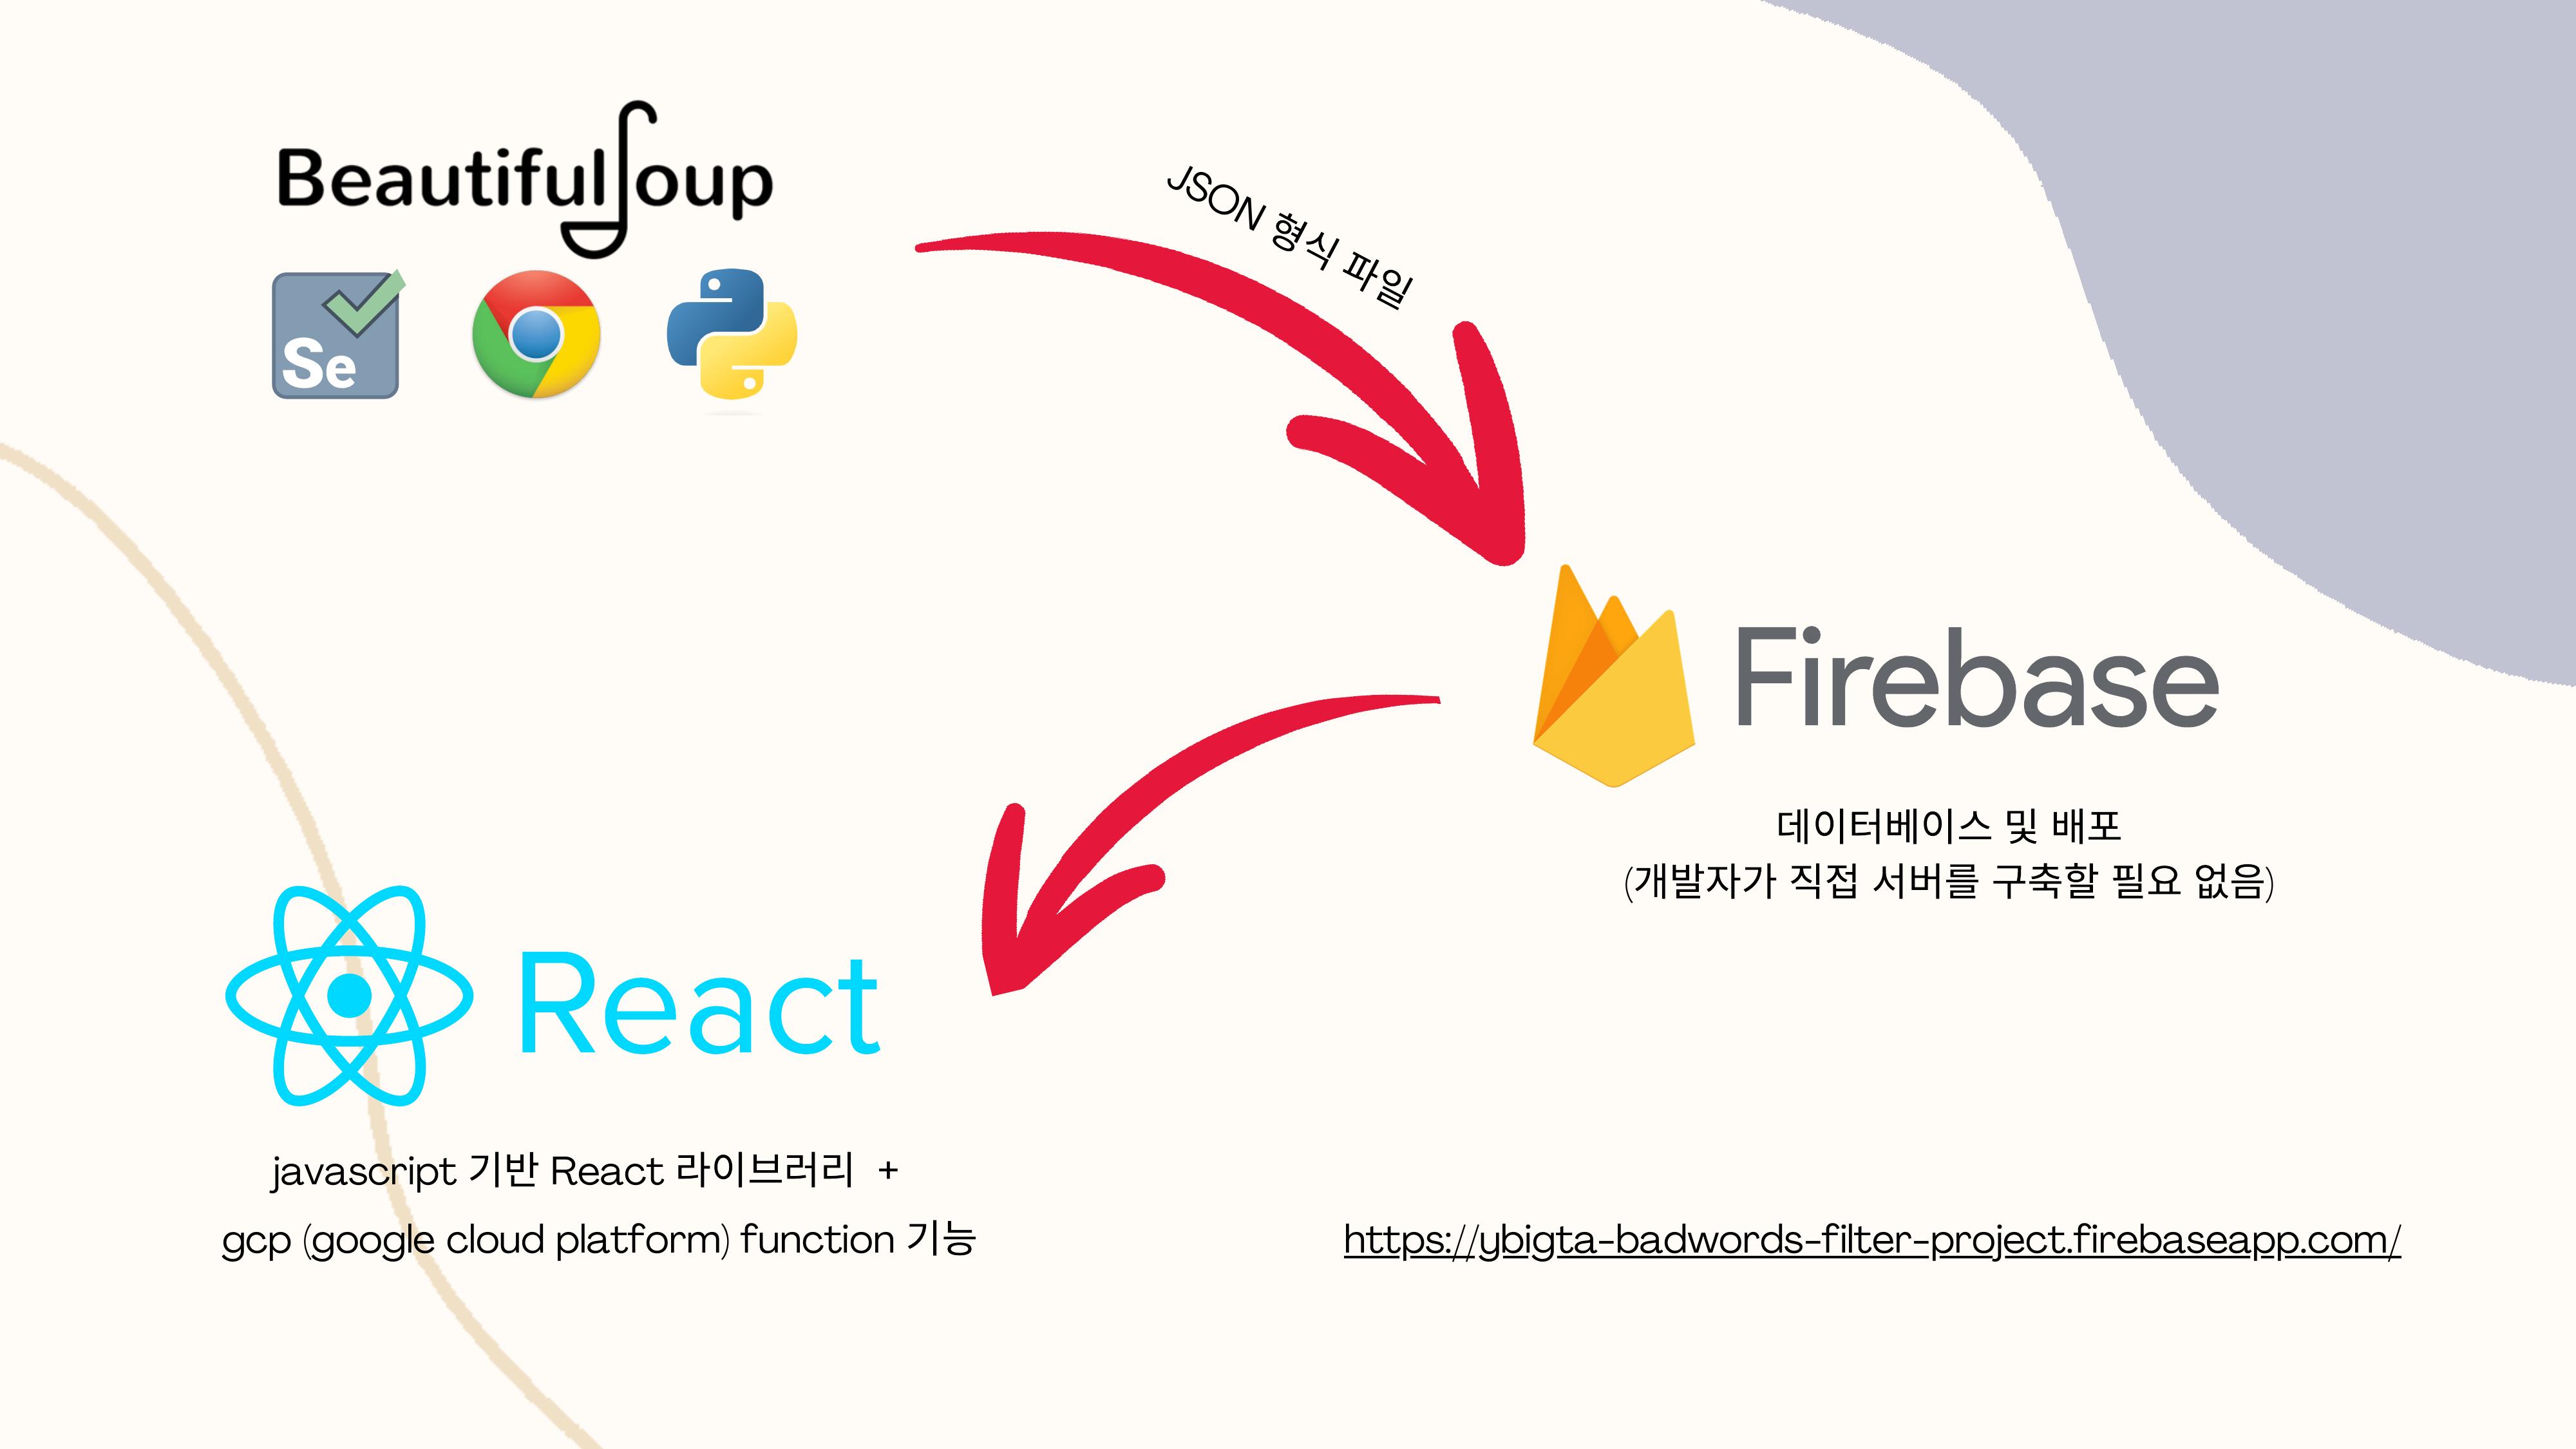 BeautifulSoup
Se
JSON 형식 파일
Firebase
데이터베이스 및 배포
(개발자가 직접 서버를 구축할 필요 없음)
React
javascript 기반 React 라이브러리 +
gcp (google cloud platform) function 기능
https://ybigta-badwords-filter-project.firebaseapp.com/